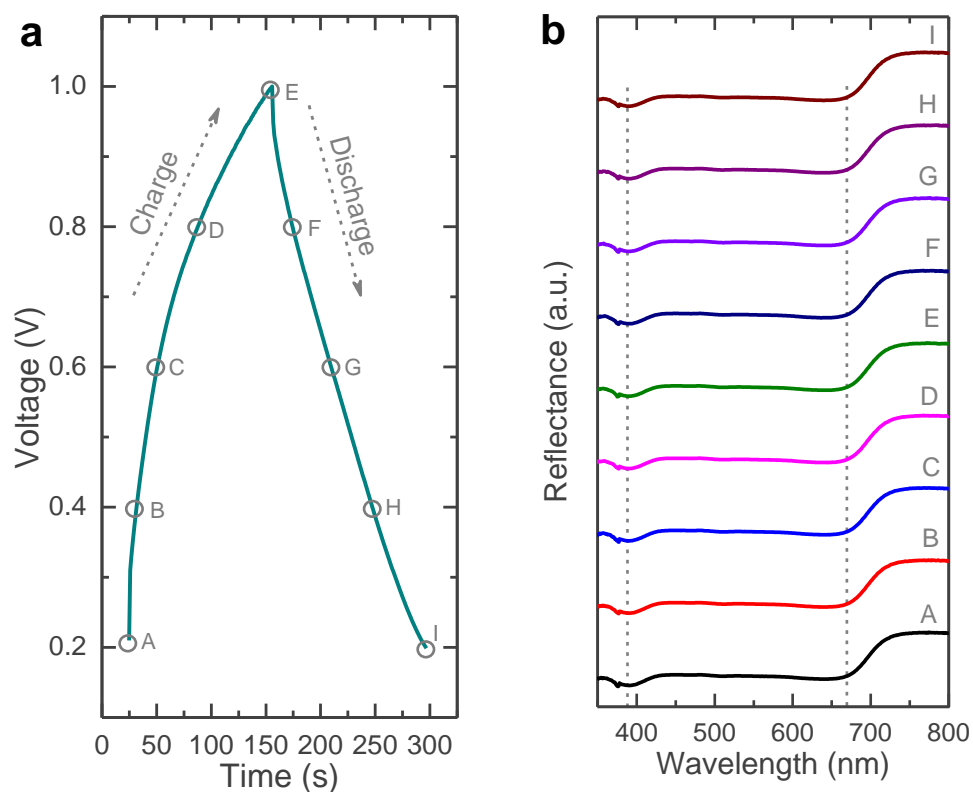 a
Voltage (V)
1.0
0.8
0.6
0.4
0.2
Charge
Discharge
A
B
C
D
E
F
G
H
I
0 50 100 150 200 250 300
Time (s)
b
Reflectance (a.u.)
I
H
G
F
E
D
C
B
A
400 500 600 700 800
Wavelength (nm)